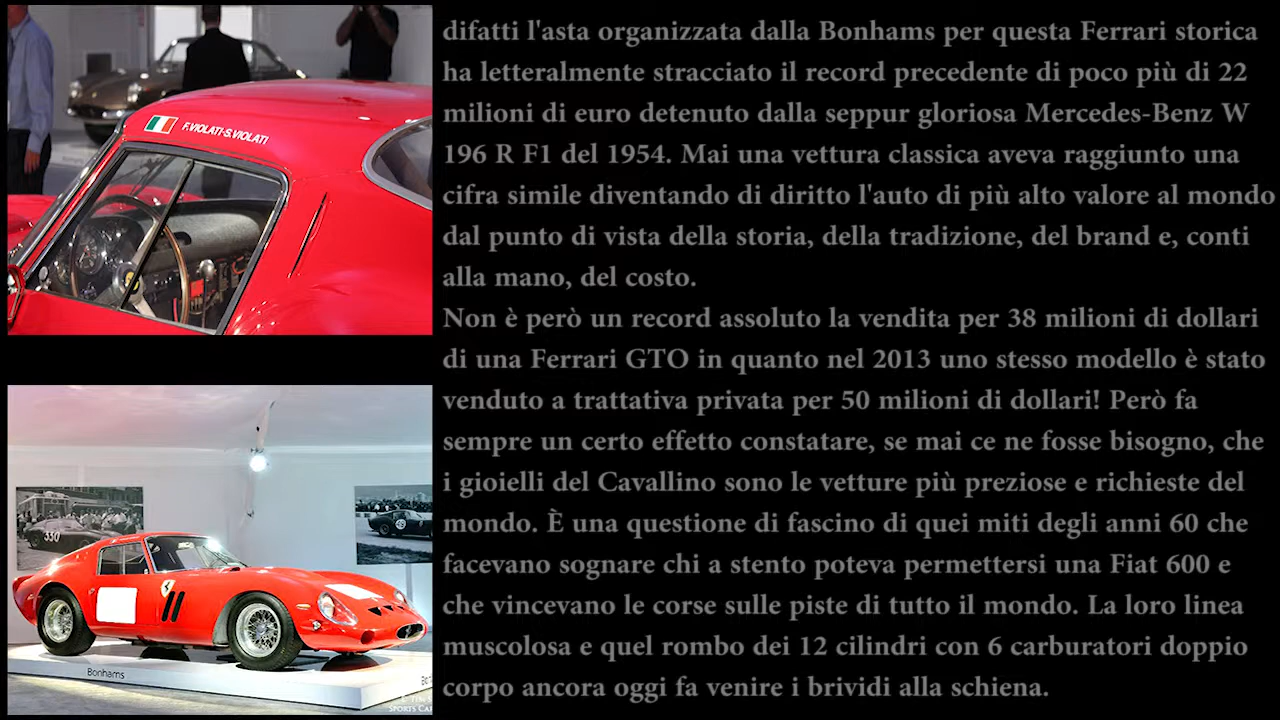 F.VIOLATI-S.VIOLATI
330
49
Bonhams
SPORTS
difatti l'asta organizzata dalla Bonhams per questa Ferrari storica
ha letteralmente stracciato il record precedente di poco più di 22
milioni di euro detenuto dalla seppur gloriosa Mercedes-Benz W
196 R F1 del 1954. Mai una vettura classica aveva raggiunto una
cifra simile diventando di diritto l'auto di più alto valore al mondo
dal punto di vista della storia, della tradizione, del brand e, conti
alla mano, del costo.
Non è però un record assoluto la vendita per 38 milioni di dollari
di una Ferrari GTO in quanto nel 2013 uno stesso modello è stato
venduto a trattativa privata per 50 milioni di dollari! Però fa
sempre un certo effetto constatare, se mai ce ne fosse bisogno, che
i gioielli del Cavallino sono le vetture più preziose e richieste del
mondo. È una questione di fascino di quei miti degli anni 60 che
facevano sognare chi a stento poteva permettersi una Fiat 600 e
che vincevano le corse sulle piste di tutto il mondo. La loro linea
muscolosa e quel rombo dei 12 cilindri con 6 carburatori doppio
corpo ancora oggi fa venire i brividi alla schiena.